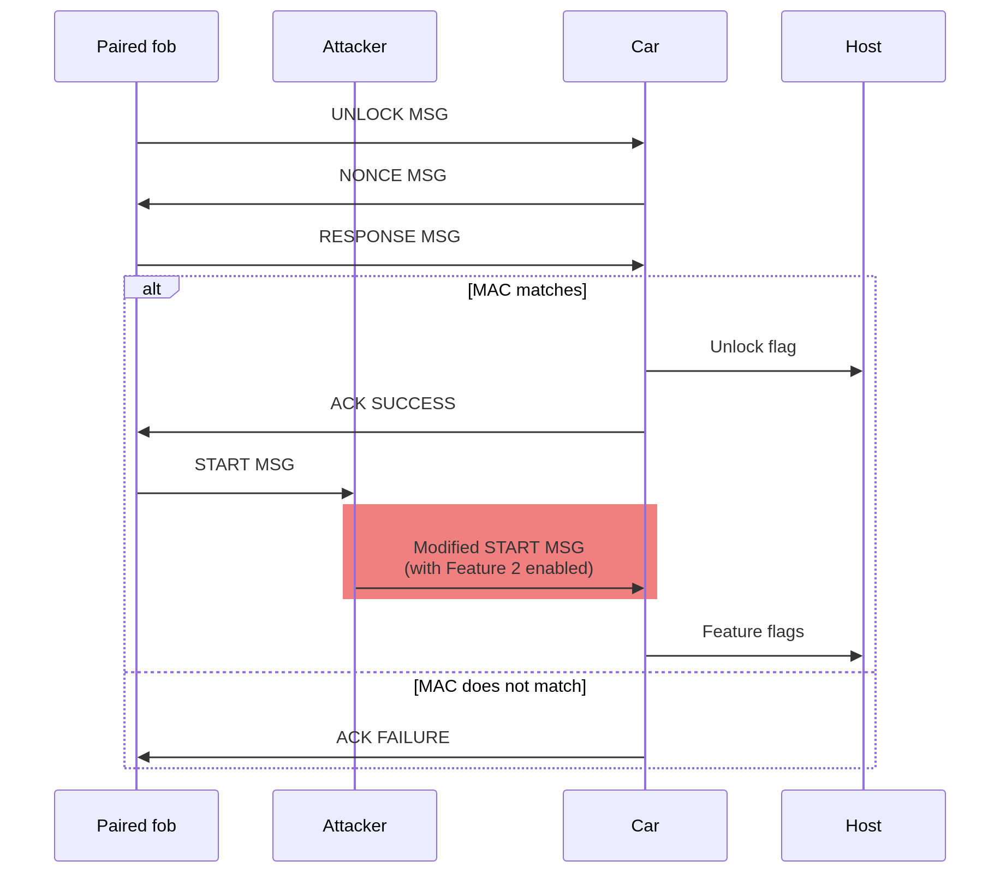 Paired fob
Attacker
Car
Host
UNLOCK MSG
NONCE MSG
RESPONSE MSG
alt
[MAC matches]
Unlock flag
ACK SUCCESS
START MSG
Modified START MSG
(with Feature 2 enabled)
Feature flags
[MAC does not match]
ACK FAILURE
Paired fob
Attacker
Car
Host